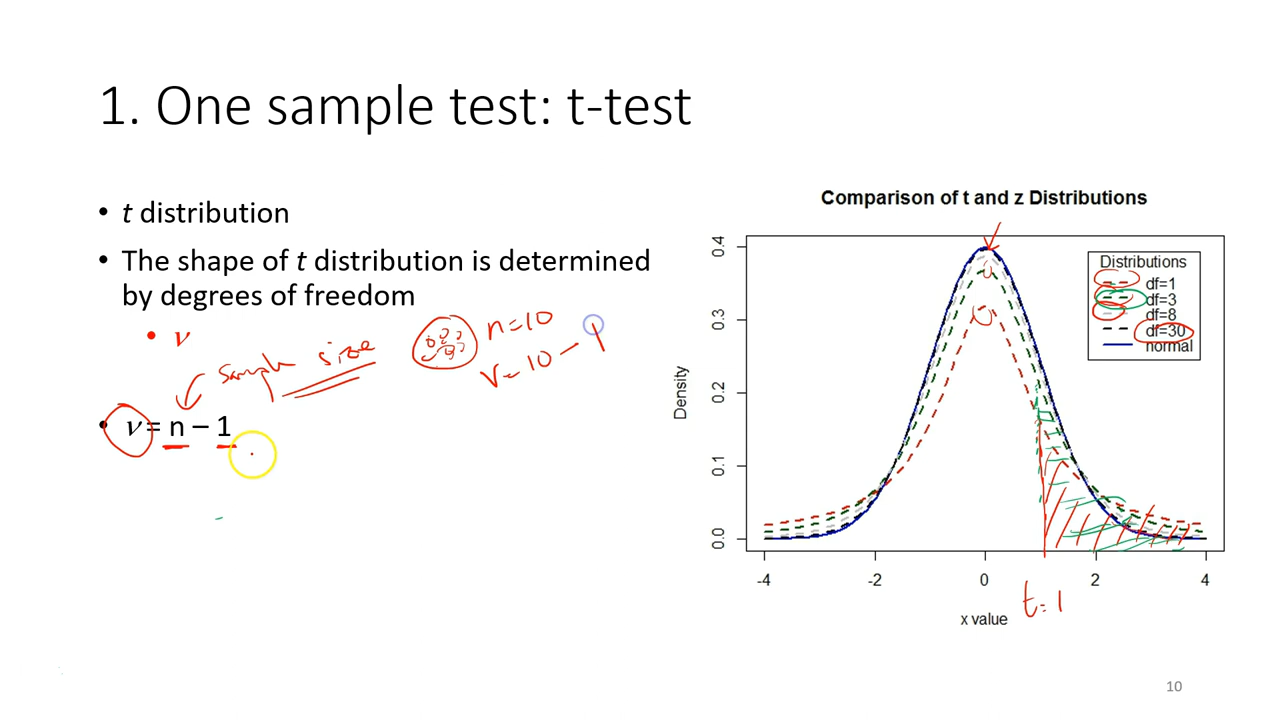 1. One sample test: t-test
• t distribution
• The shape of t distribution is determined
by degrees of freedom
• ν
sample size
n=10
ν=10-1
• ν = n – 1
Comparison of t and z Distributions
Density
0.4
0.3
0.2
0.1
0.0
Distributions
df=1
df=3
df=8
df=30
normal
-4 -2 0 2 4
t=1
x value
10